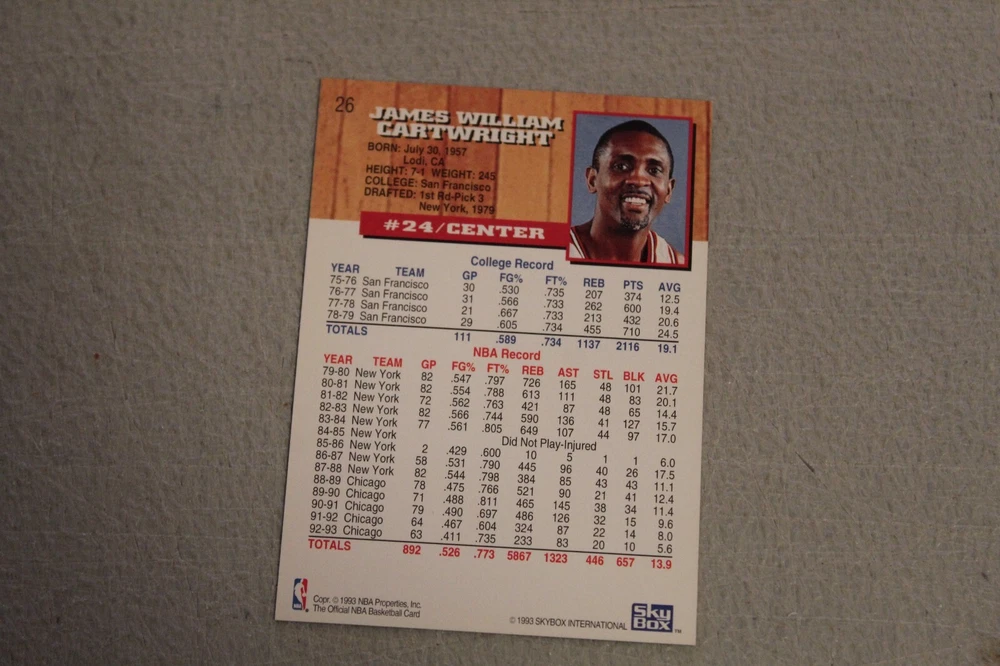 26
JAMES WILLIAM
CARTWRIGHT
BORN: July 30, 1957
Lodi, CA
HEIGHT: 7-1 WEIGHT: 245
COLLEGE: San Francisco
DRAFTED: 1st Rd-Pick 3
New York, 1979
#24/CENTER
College Record
YEAR TEAM GP FG% FT% REB PTS AVG
75-76 San Francisco 30 .530 .735 207 374 12.5
76-77 San Francisco 31 .566 .733 262 600 19.4
77-78 San Francisco 21 .667 .733 213 432 20.6
78-79 San Francisco 29 .605 .734 455 710 24.5
TOTALS 111 .589 .734 1137 2116 19.1
NBA Record
YEAR TEAM GP FG% FT% REB AST STL BLK AVG
79-80 New York 82 .547 .797 726 165 48 101 21.7
80-81 New York 82 .554 .788 613 111 48 83 20.1
81-82 New York 72 .562 .763 421 87 48 65 14.4
82-83 New York 82 .566 .744 590 136 41 127 15.7
83-84 New York 77 .561 .805 649 107 44 97 17.0
84-85 New York Did Not Play-Injured
85-86 New York 2 .429 .600 10 5 1 1 6.0
86-87 New York 58 .531 .790 445 96 40 26 17.5
87-88 New York 82 .544 .798 384 85 43 43 11.1
88-89 Chicago 78 .475 .766 521 90 21 41 12.4
89-90 Chicago 71 .488 .811 465 145 38 34 11.4
90-91 Chicago 79 .490 .697 486 126 32 15 9.6
91-92 Chicago 64 .467 .604 324 87 22 14 8.0
92-93 Chicago 63 .411 .735 233 83 20 10 5.6
TOTALS 892 .526 .773 5867 1323 446 657 13.9
Copr. © 1993 NBA Properties, Inc.
The Official NBA Basketball Card
© 1993 SKYBOX INTERNATIONAL
Sky
Box
TM